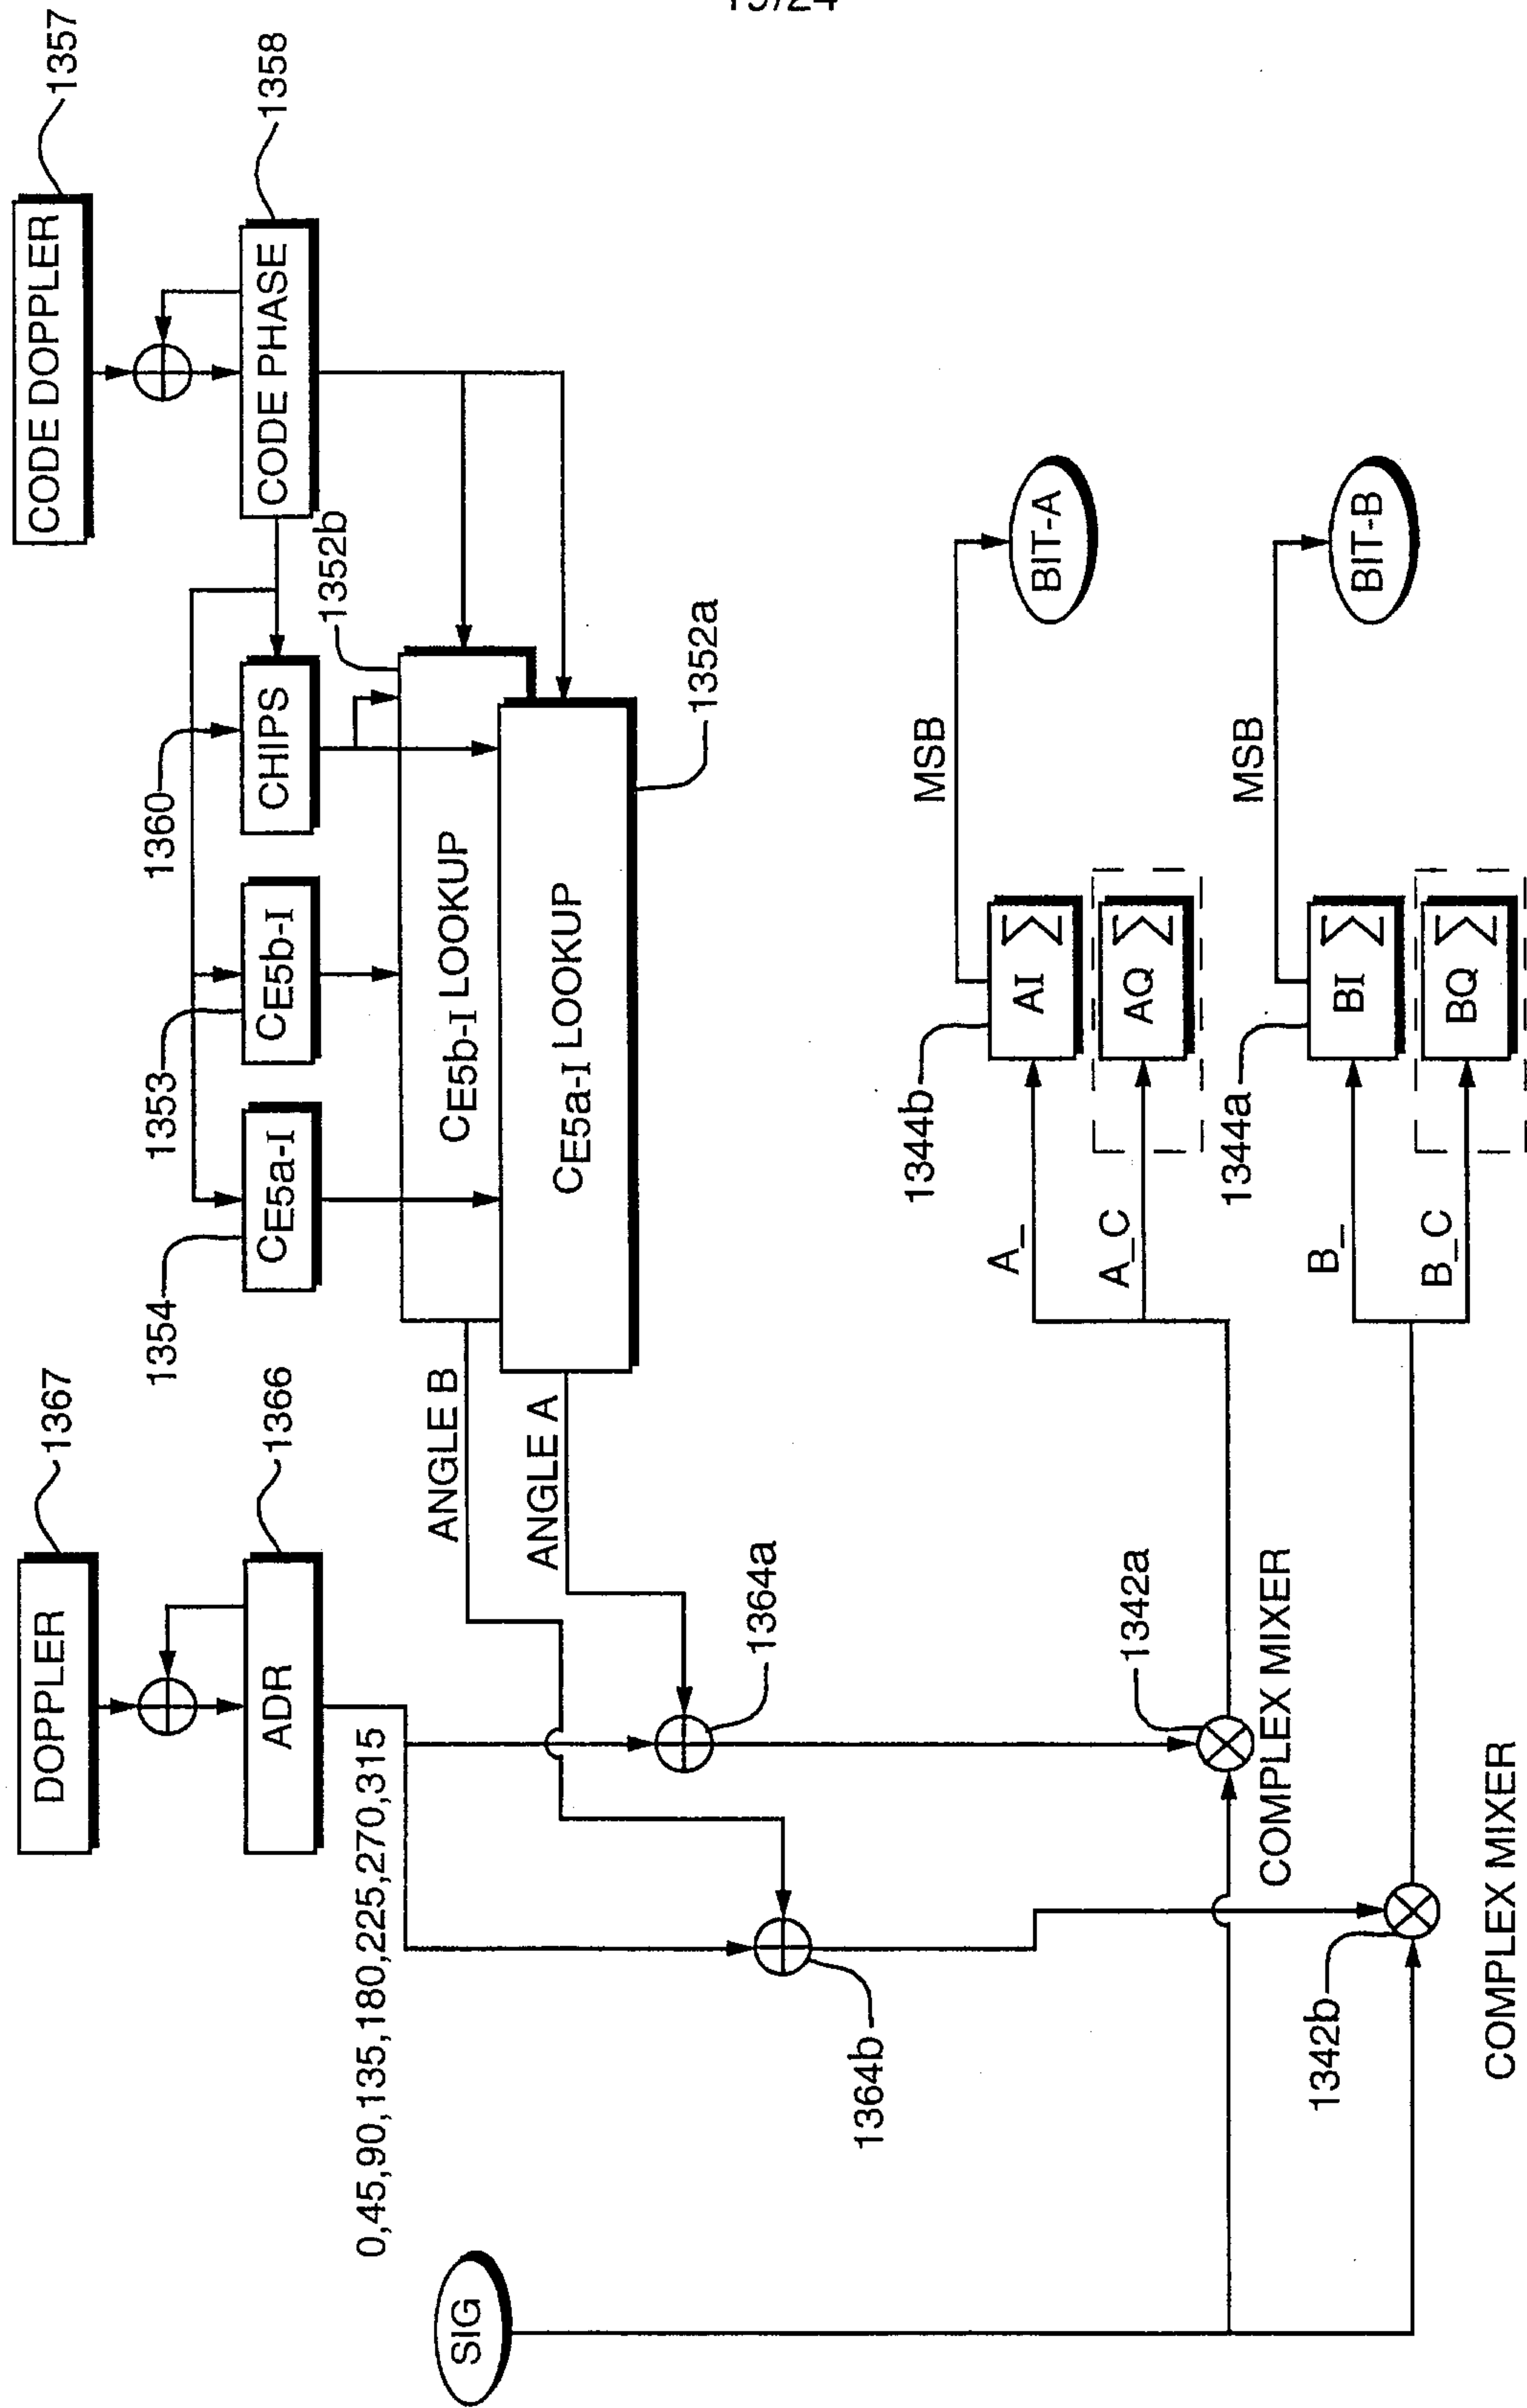 DOPPLER
1367
ADR
1366
0,45,90,135,180,225,270,315
CODE DOPPLER
1357
CODE PHASE
1358
1354
CE5a-I
1353
CE5b-I
1360
CHIPS
1352b
CE5b-I LOOKUP
CE5a-I LOOKUP
1352a
ANGLE B
ANGLE A
1364a
1364b
SIG
1342a
COMPLEX MIXER
1342b
COMPLEX MIXER
A_
A_C
1344b
AI Σ
AQ Σ
MSB
BIT-A
B_
B_C
1344a
BI Σ
BQ Σ
MSB
BIT-B